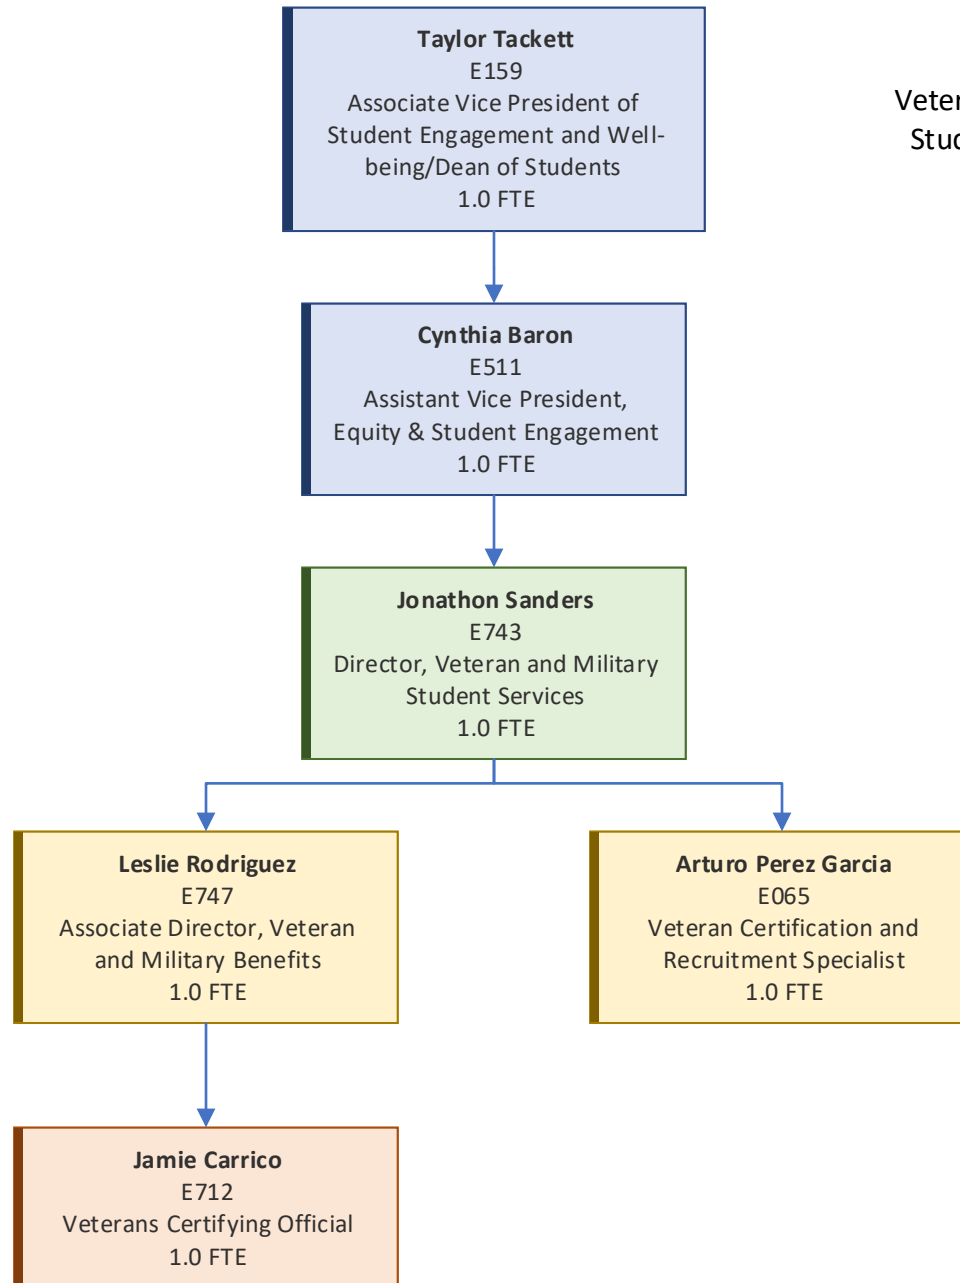 Taylor Tackett
E159
Associate Vice President of
Student Engagement and Well-
being/Dean of Students
1.0 FTE
Cynthia Baron
E511
Assistant Vice President,
Equity & Student Engagement
1.0 FTE
Jonathon Sanders
E743
Director, Veteran and Military
Student Services
1.0 FTE
Leslie Rodriguez
E747
Associate Director, Veteran
and Military Benefits
1.0 FTE
Arturo Perez Garcia
E065
Veteran Certification and
Recruitment Specialist
1.0 FTE
Jamie Carrico
E712
Veterans Certifying Official
1.0 FTE